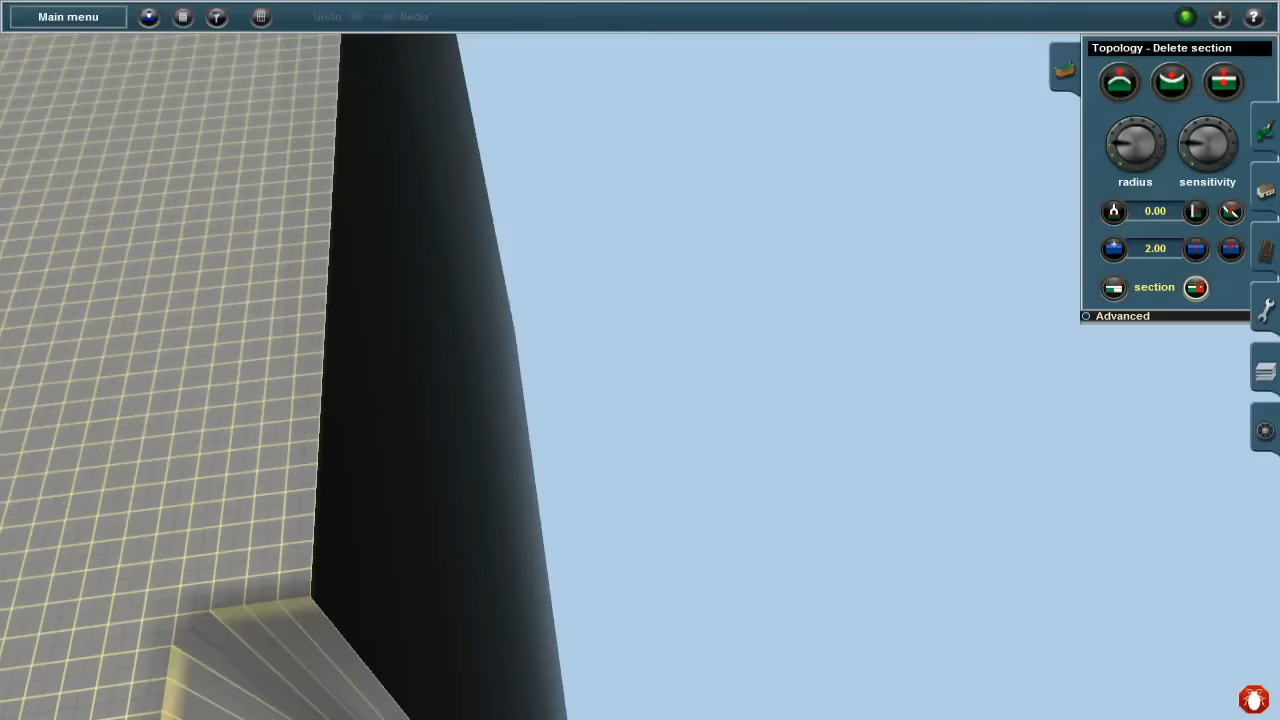 Main menu
Undo
Redo
?
Topology - Delete section
radius
sensitivity
0.00
2.00
section
Advanced